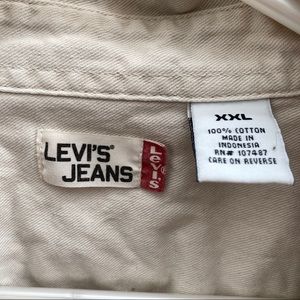 LEVI'S®
JEANS
Levi's®
XXL
100% COTTON
MADE IN
INDONESIA
RN# 107487
CARE ON REVERSE